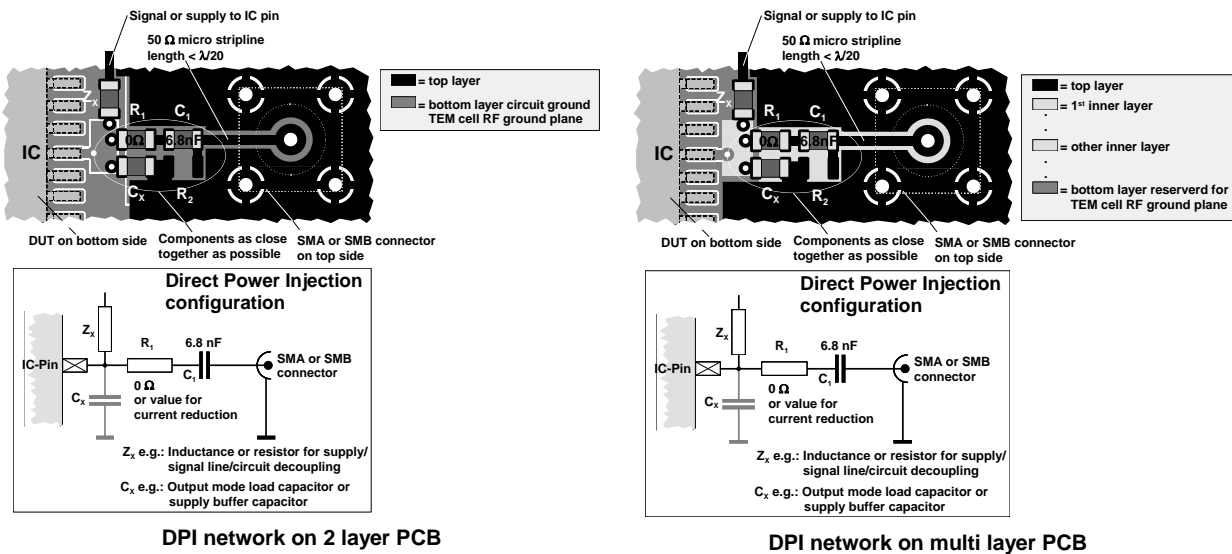 Signal or supply to IC pin
50 Ω micro stripline
length < λ/20
Zx
R1
C1
0Ω
6.8nF
IC
Cx
R2
DUT on bottom side
Components as close
together as possible
SMA or SMB connector
on top side
= top layer
= bottom layer circuit ground
TEM cell RF ground plane
Direct Power Injection
configuration
Zx
IC-Pin
R1
6.8 nF
C1
SMA or SMB
connector
Cx
0 Ω
or value for
current reduction
Zx e.g.: Inductance or resistor for supply/
signal line/circuit decoupling
Cx e.g.: Output mode load capacitor or
supply buffer capacitor
DPI network on 2 layer PCB
Signal or supply to IC pin
50 Ω micro stripline
length < λ/20
Zx
R1
C1
0Ω
6.8nF
IC
Cx
R2
DUT on bottom side
Components as close
together as possible
SMA or SMB connector
on top side
= top layer
= 1st inner layer
.
.
= other inner layer
.
.
= bottom layer reserverd for
TEM cell RF ground plane
Direct Power Injection
configuration
Zx
IC-Pin
R1
6.8 nF
C1
SMA or SMB
connector
Cx
0 Ω
or value for
current reduction
Zx e.g.: Inductance or resistor for supply/
signal line/circuit decoupling
Cx e.g.: Output mode load capacitor or
supply buffer capacitor
DPI network on multi layer PCB